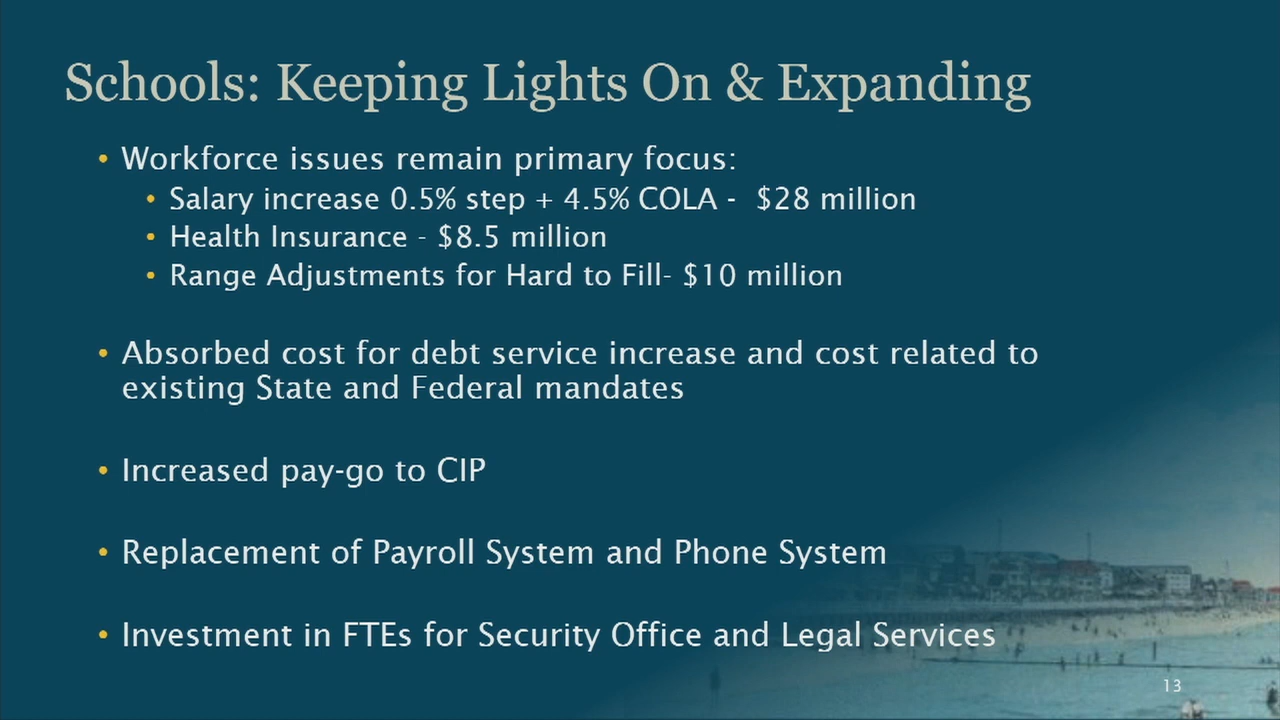 Schools: Keeping Lights On & Expanding
• Workforce issues remain primary focus:
• Salary increase 0.5% step + 4.5% COLA - $28 million
• Health Insurance - $8.5 million
• Range Adjustments for Hard to Fill- $10 million
• Absorbed cost for debt service increase and cost related to
existing State and Federal mandates
• Increased pay-go to CIP
• Replacement of Payroll System and Phone System
• Investment in FTEs for Security Office and Legal Services
13